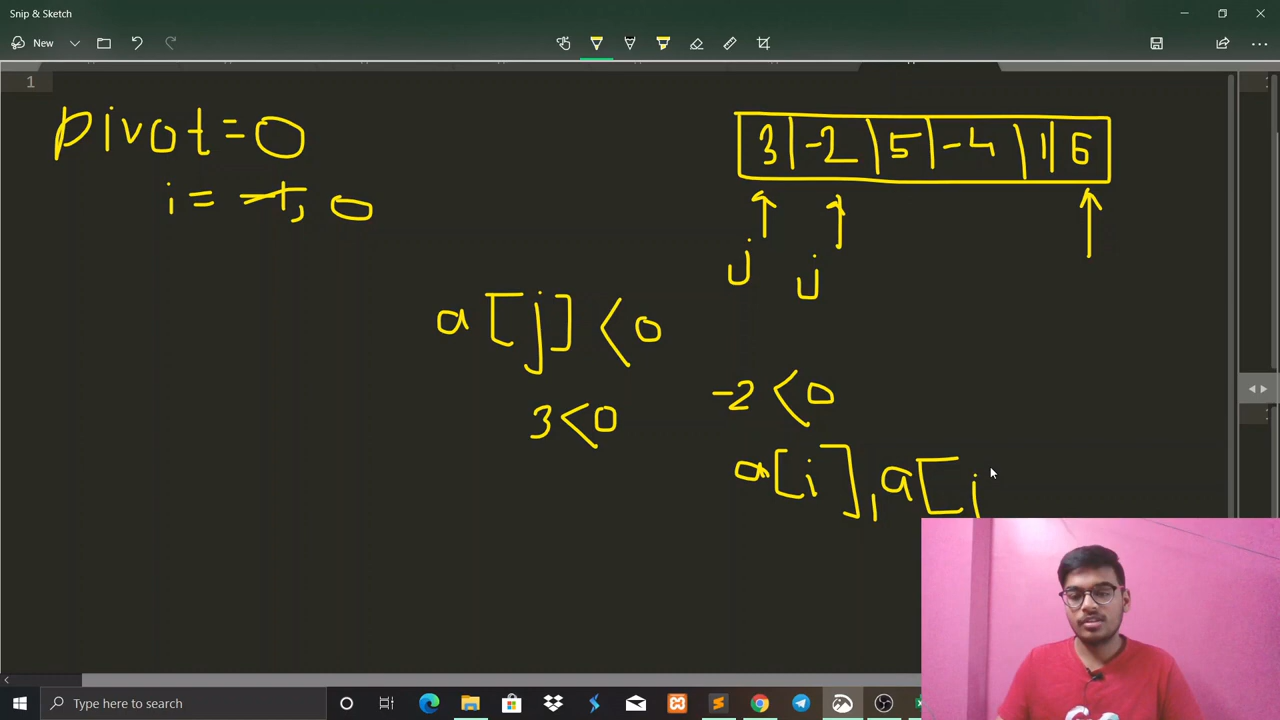 Snip & Sketch
New
1
pivot = 0
3 | -2 | 5 | -4 | 1 | 6
i = -1, 0
j j
a[j] < 0
3 < 0
-2 < 0
a[i], a[j
Type here to search